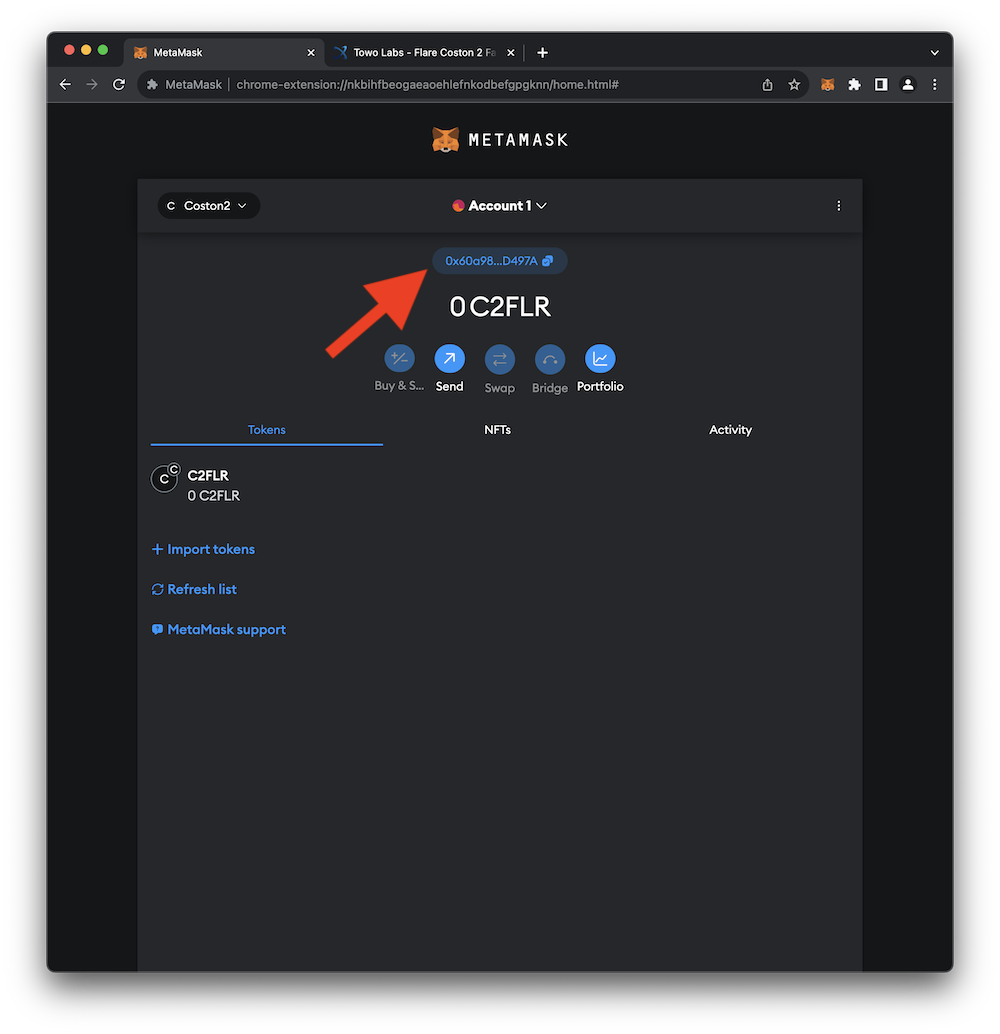 MetaMask
Towo Labs - Flare Coston 2 Fa
MetaMask chrome-extension://nkbihfbeogaeaoehlefnkodbefgpgknn/home.html#
METAMASK
C Coston2
Account 1
0x60a98...D497A
0 C2FLR
Buy & S...
Send
Swap
Bridge
Portfolio
Tokens
NFTs
Activity
C
C
C2FLR
0 C2FLR
Import tokens
Refresh list
MetaMask support